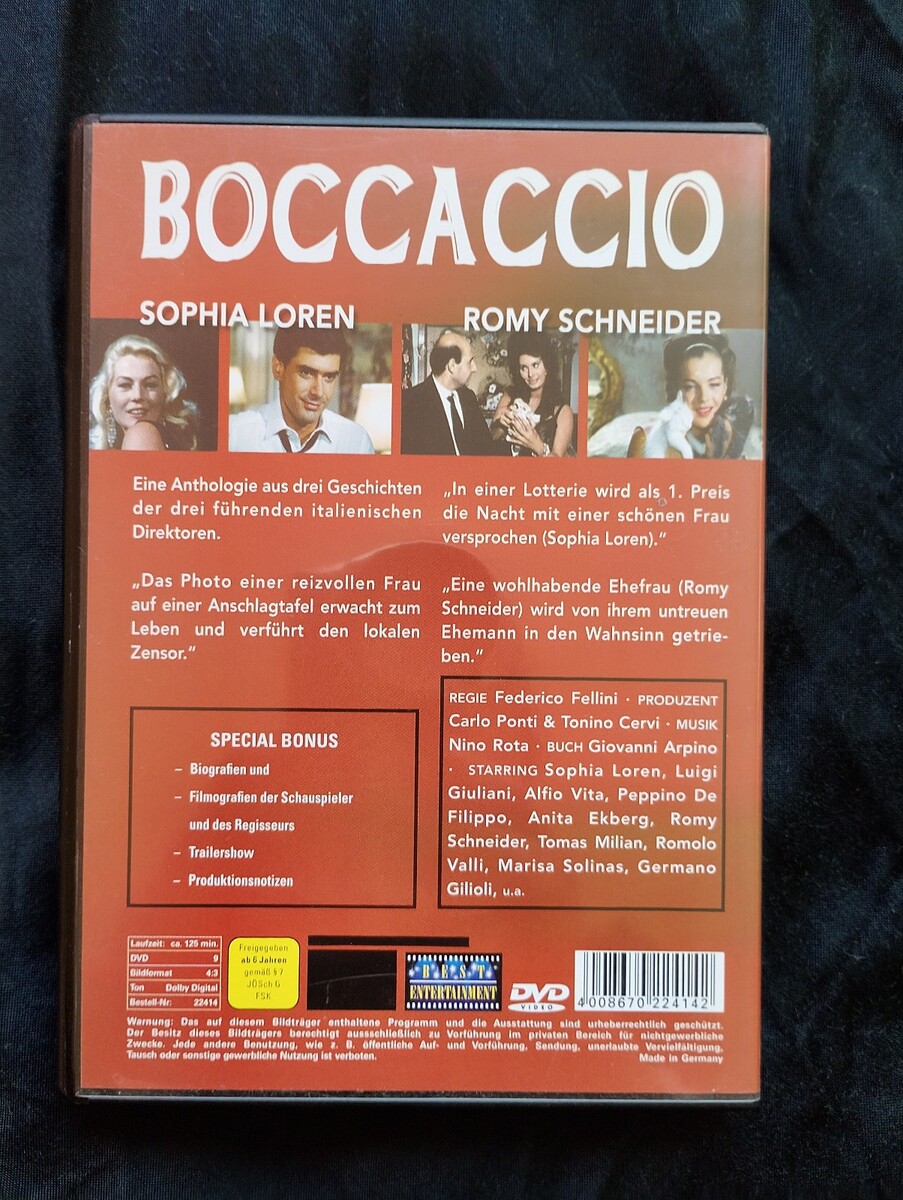 BOCCACCIO
SOPHIA LOREN
ROMY SCHNEIDER
Eine Anthologie aus drei Geschichten
der drei führenden italienischen
Direktoren.
„Das Photo einer reizvollen Frau
auf einer Anschlagtafel erwacht zum
Leben und verführt den lokalen
Zensor.“
„In einer Lotterie wird als 1. Preis
die Nacht mit einer schönen Frau
versprochen (Sophia Loren).“
„Eine wohlhabende Ehefrau (Romy
Schneider) wird von ihrem untreuen
Ehemann in den Wahnsinn getrie-
ben.“
SPECIAL BONUS
– Biografien und
– Filmografien der Schauspieler
und des Regisseurs
– Trailershow
– Produktionsnotizen
REGIE Federico Fellini · PRODUZENT
Carlo Ponti & Tonino Cervi · MUSIK
Nino Rota · BUCH Giovanni Arpino
· STARRING Sophia Loren, Luigi
Giuliani, Alfio Vita, Peppino De
Filippo, Anita Ekberg, Romy
Schneider, Tomas Milian, Romolo
Valli, Marisa Solinas, Germano
Gilioli, u.a.
Laufzeit: ca. 125 min.
DVD 9
Bildformat 4:3
Ton Dolby Digital
Bestell-Nr: 22414
Freigegeben
ab 6 Jahren
gemäß § 7
JÖSchG
FSK
BEST
ENTERTAINMENT
DVD
VIDEO
4 008670 224142
Warnung: Das auf diesem Bildträger enthaltene Programm und die Ausstattung sind urheberrechtlich geschützt.
Der Besitz dieses Bildträgers berechtigt aussschließlich zu Vorführung im privaten Bereich für nichtgewerbliche
Zwecke. Jede andere Benutzung, wie z. B. öffentliche Auf- und Vorführung, Sendung, unerlaubte Vervielfältigung,
Tausch oder sonstige gewerbliche Nutzung ist verboten. Made in Germany